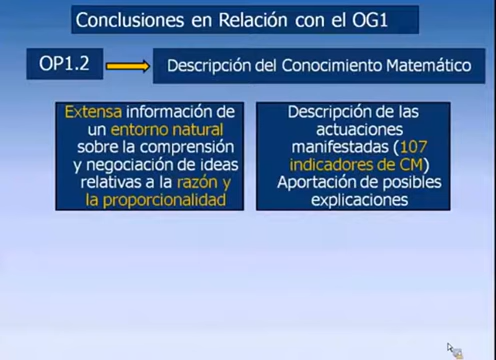 Conclusiones en Relación con el OG1
OP1.2
Descripción del Conocimiento Matemático
Extensa información de
un entorno natural
sobre la comprensión
y negociación de ideas
relativas a la razón y
la proporcionalidad
Descripción de las
actuaciones
manifestadas (107
indicadores de CM)
Aportación de posibles
explicaciones